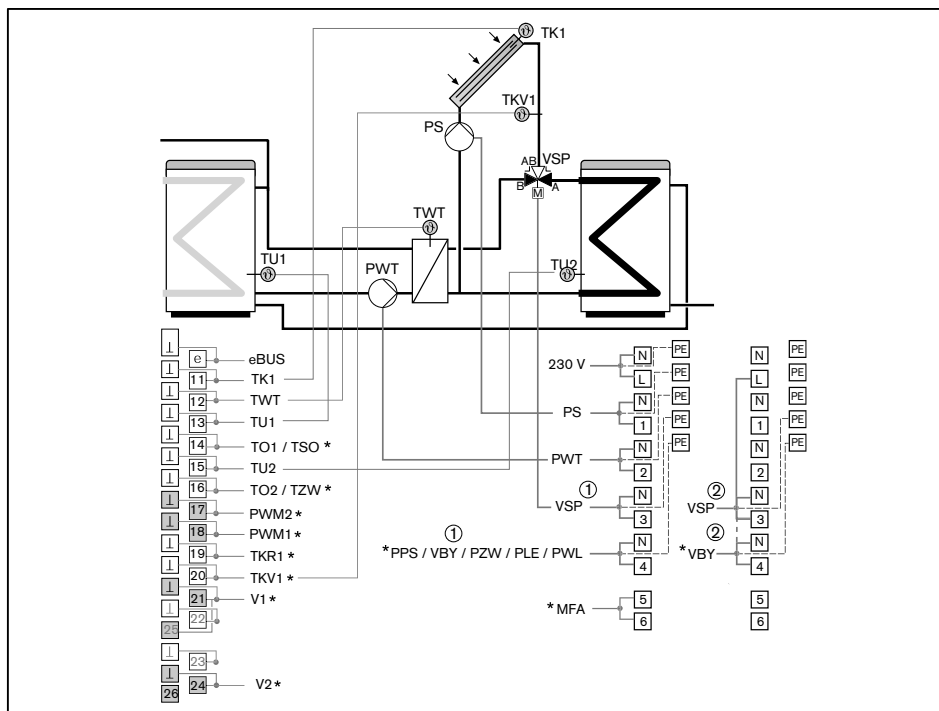 TK1
TKV1
PS
AB VSP
B A
M
TWT
TU1
TU2
PWT
⊥
e eBUS
⊥
11 TK1
⊥
12 TWT
⊥
13 TU1
⊥
14 TO1 / TSO *
⊥
15 TU2
⊥
16 TO2 / TZW *
⊥
17 PWM2*
⊥
18 PWM1*
⊥
19 TKR1*
⊥
20 TKV1*
⊥
21 V1*
⊥
22
25
⊥
23
⊥
24 V2*
26
230 V
N
L
PS
N
1
PWT
N
2
VSP ①
N
3
①
*PPS / VBY / PZW / PLE / PWL
N
4
* MFA
5
6
PE
PE
PE
PE
PE
N
L
N
1
N
2
②
VSP
N
3
②
*VBY
N
4
5
6
PE
PE
PE
PE
PE